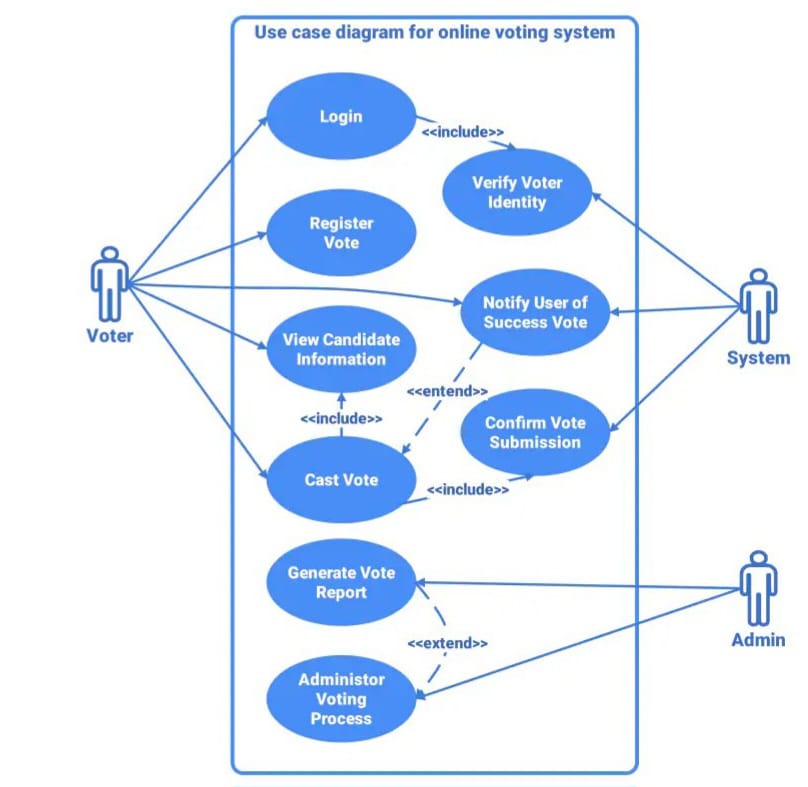 Use case diagram for online voting system
Login
<<include>>
Verify Voter
Identity
Register
Vote
Voter
Notify User of
Success Vote
System
View Candidate
Information
<<entend>>
<<include>>
Confirm Vote
Submission
Cast Vote
<<include>>
Generate Vote
Report
Admin
<<extend>>
Administor
Voting
Process